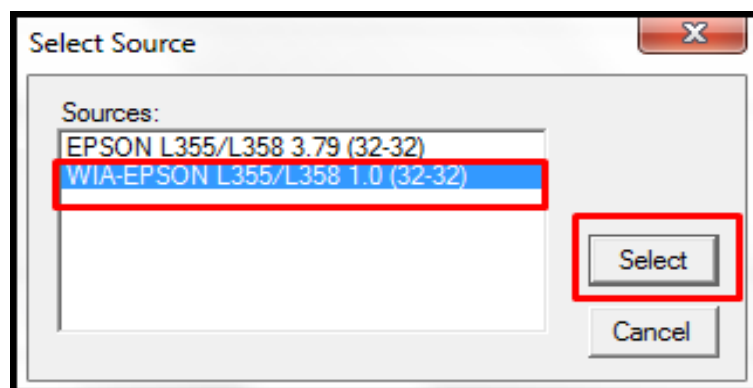 Select Source
Sources:
EPSON L355/L358 3.79 (32-32)
WIA-EPSON L355/L358 1.0 (32-32)
Select
Cancel